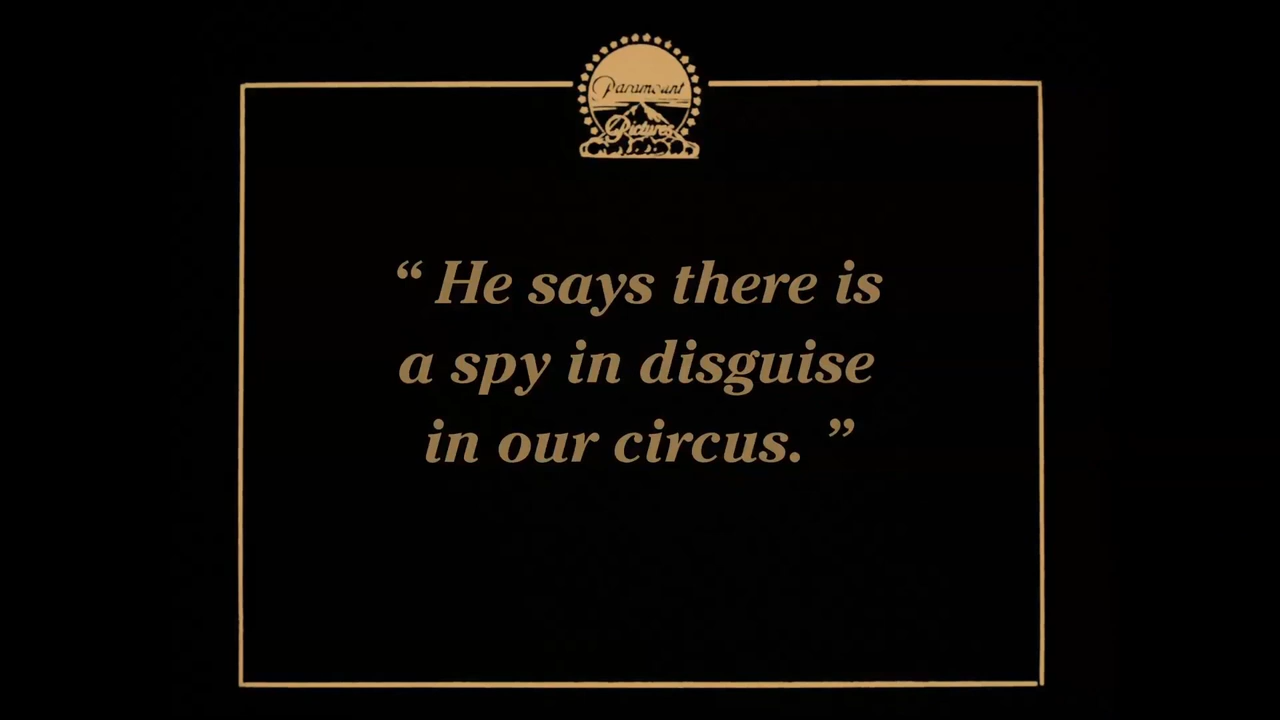 Paramount
Pictures
“ He says there is
a spy in disguise
in our circus. ”